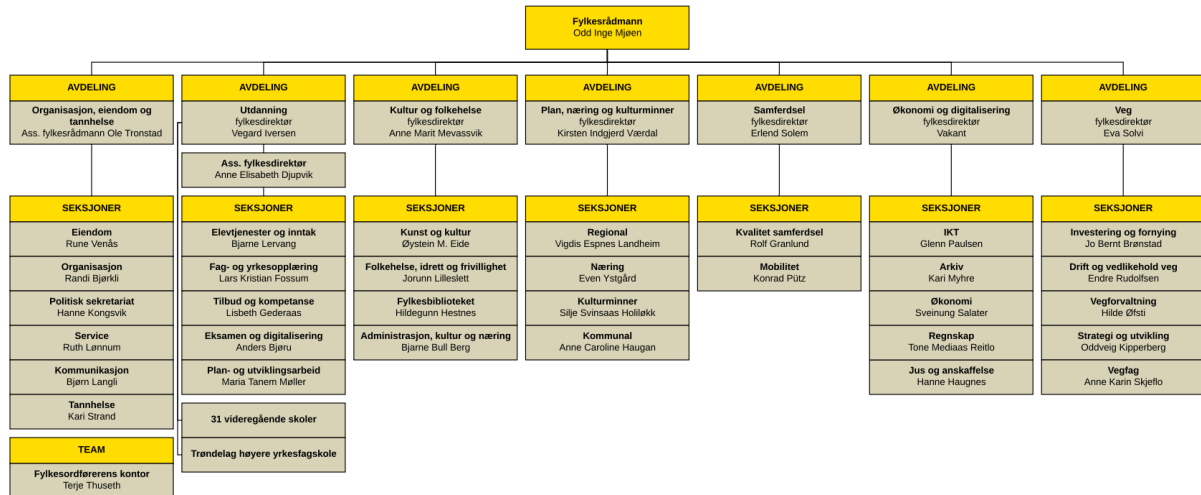 Fylkesrådmann
Odd Inge Mjøen
AVDELING
Organisasjon, eiendom og
tannhelse
Ass. fylkesrådmann Ole Tronstad
SEKSJONER
Eiendom
Rune Venås
Organisasjon
Randi Bjørkli
Politisk sekretariat
Hanne Kongsvik
Service
Ruth Lønnum
Kommunikasjon
Bjørn Langli
Tannhelse
Kari Strand
TEAM
Fylkesordførerens kontor
Terje Thuseth
AVDELING
Utdanning
fylkesdirektør
Vegard Iversen
Ass. fylkesdirektør
Anne Elisabeth Djupvik
SEKSJONER
Elevtjenester og inntak
Bjarne Lervang
Fag- og yrkesopplæring
Lars Kristian Fossum
Tilbud og kompetanse
Lisbeth Gederaas
Eksamen og digitalisering
Anders Bjøru
Plan- og utviklingsarbeid
Maria Tanem Møller
31 videregående skoler
Trøndelag høyere yrkesfagskole
AVDELING
Kultur og folkehelse
fylkesdirektør
Anne Marit Mevassvik
SEKSJONER
Kunst og kultur
Øystein M. Eide
Folkehelse, idrett og frivillighet
Jorunn Lilleslett
Fylkesbiblioteket
Hildegunn Hestnes
Administrasjon, kultur og næring
Bjarne Bull Berg
AVDELING
Plan, næring og kulturminner
fylkesdirektør
Kirsten Indgjerd Værdal
SEKSJONER
Regional
Vigdis Espnes Landheim
Næring
Even Ystgård
Kulturminner
Silje Svinsaas Holiløkk
Kommunal
Anne Caroline Haugan
AVDELING
Samferdsel
fylkesdirektør
Erlend Solem
SEKSJONER
Kvalitet samferdsel
Rolf Granlund
Mobilitet
Konrad Pütz
AVDELING
Økonomi og digitalisering
fylkesdirektør
Vakant
SEKSJONER
IKT
Glenn Paulsen
Arkiv
Kari Myhre
Økonomi
Sveinung Salater
Regnskap
Tone Mediaas Reitlo
Jus og anskaffelse
Hanne Haugnes
AVDELING
Veg
fylkesdirektør
Eva Solvi
SEKSJONER
Investering og fornying
Jo Bernt Brønstad
Drift og vedlikehold veg
Endre Rudolfsen
Vegforvaltning
Hilde Øfsti
Strategi og utvikling
Oddveig Kipperberg
Vegfag
Anne Karin Skjeflo